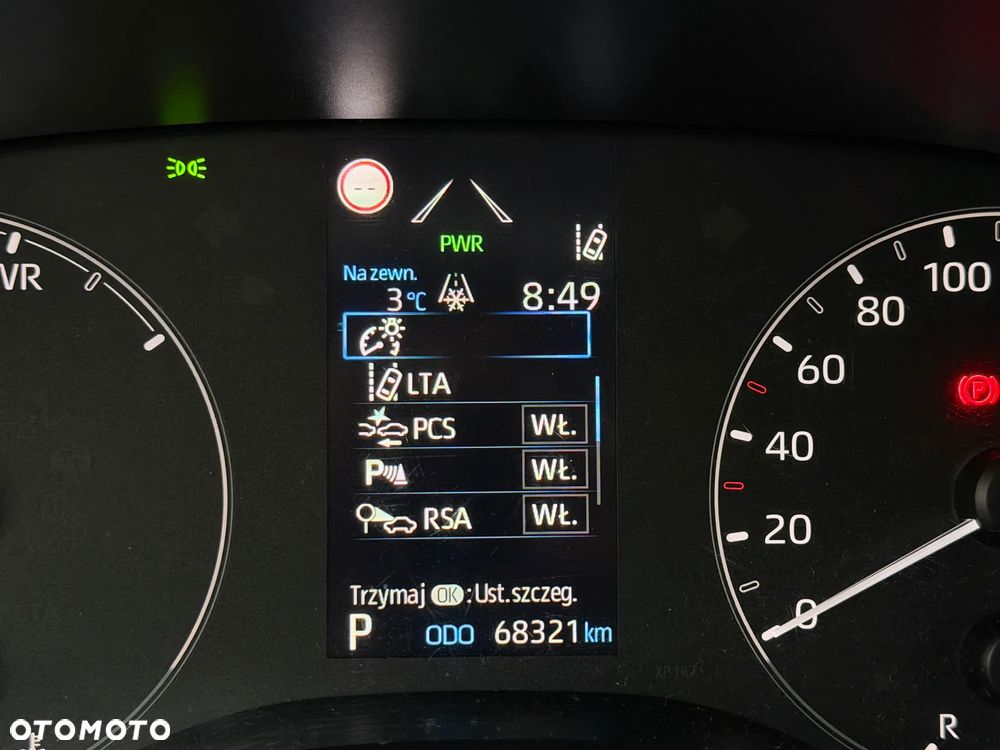 -- 
PWR
Na zewn.
3 °C
8:49
LTA
PCS WŁ.
P WŁ.
RSA WŁ.
Trzymaj OK :Ust.szczeg.
P ODO 68321 km
100
80
60
40
20
0
P
R
OTOMOTO